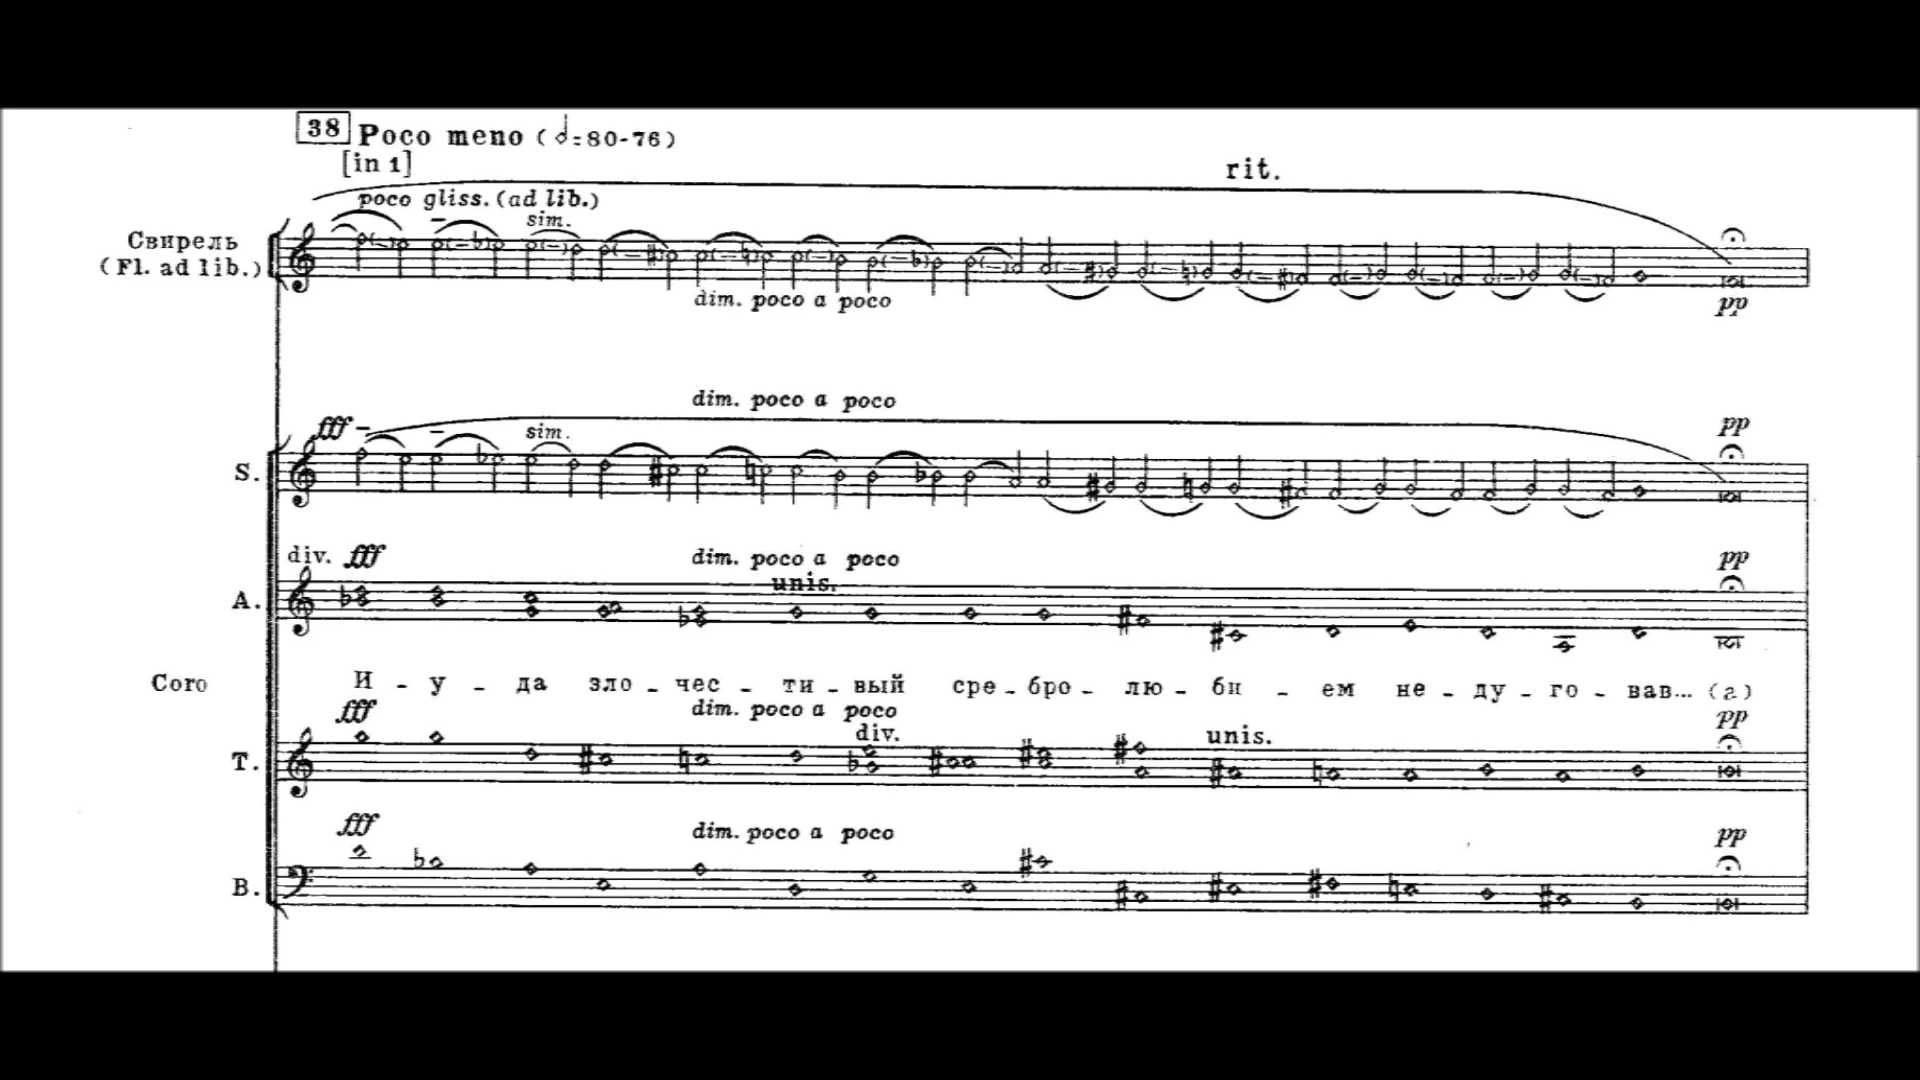 38 Poco meno (𝅗𝅥=80-76)
[in 1]
rit.
poco gliss. (ad lib.)
sim.
Свирель
(Fl. ad lib.)
dim. poco a poco
pp
dim. poco a poco
fff
pp
sim.
S.
div. fff
dim. poco a poco
pp
unis.
A.
Coro
И - у - да зло - чес - ти - вый сре - бро - лю - би - ем не - ду - го - вав... (а)
fff
dim. poco a poco
pp
div.
unis.
T.
fff
dim. poco a poco
pp
B.